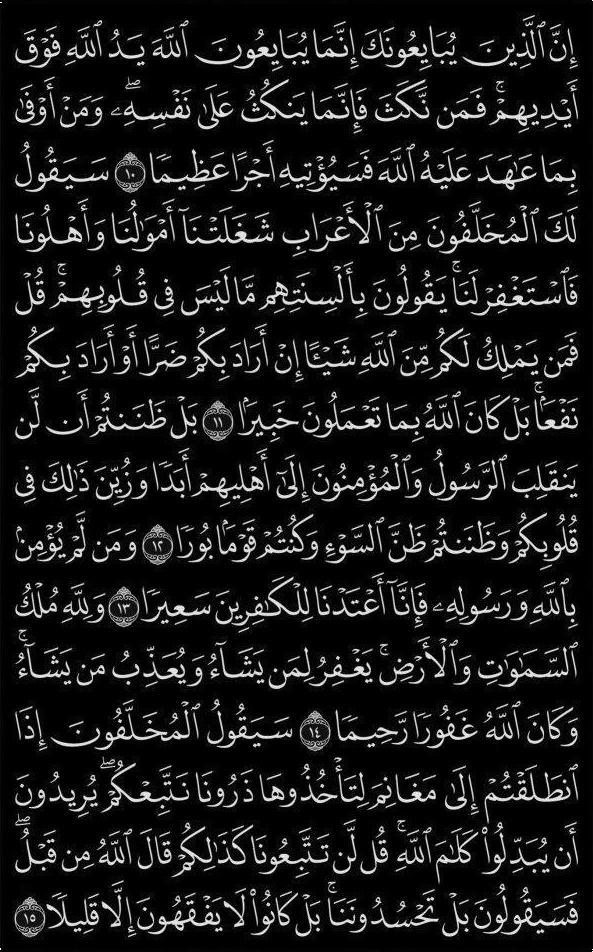 إِنَّ ٱلَّذِينَ يُبَايِعُونَكَ إِنَّمَا يُبَايِعُونَ ٱللَّهَ يَدُ ٱللَّهِ فَوْقَ
أَيْدِيهِمْۚ فَمَن نَّكَثَ فَإِنَّمَا يَنكُثُ عَلَىٰ نَفْسِهِۦۖ وَمَنْ أَوْفَىٰ
بِمَا عَٰهَدَ عَلَيْهُ ٱللَّهَ فَسَيُؤْتِيهِ أَجْرًا عَظِيمًا ١٠ سَيَقُولُ
لَكَ ٱلْمُخَلَّفُونَ مِنَ ٱلْأَعْرَابِ شَغَلَتْنَآ أَمْوَٰلُنَا وَأَهْلُونَا
فَٱسْتَغْفِرْ لَنَاۚ يَقُولُونَ بِأَلْسِنَتِهِم مَّا لَيْسَ فِى قُلُوبِهِمْۚ قُلْ
فَمَن يَمْلِكُ لَكُم مِّنَ ٱللَّهِ شَيْـًٔا إِنْ أَرَادَ بِكُمْ ضَرًّا أَوْ أَرَادَ بِكُمْ
نَفْعًۢاۚ بَلْ كَانَ ٱللَّهُ بِمَا تَعْمَلُونَ خَبِيرًۢا ١١ بَلْ ظَنَنتُمْ أَن لَّن
يَنقَلِبَ ٱلرَّسُولُ وَٱلْمُؤْمِنُونَ إِلَىٰٓ أَهْلِيهِمْ أَبَدًا وَزُيِّنَ ذَٰلِكَ فِى
قُلُوبِكُمْ وَظَنَنتُمْ ظَنَّ ٱلسَّوْءِ وَكُنتُمْ قَوْمًۢا بُورًا ١٢ وَمَن لَّمْ يُؤْمِنۢ
بِٱللَّهِ وَرَسُولِهِۦ فَإِنَّآ أَعْتَدْنَا لِلْكَٰفِرِينَ سَعِيرًا ١٣ وَلِلَّهِ مُلْكُ
ٱلسَّمَٰوَٰتِ وَٱلْأَرْضِۚ يَغْفِرُ لِمَن يَشَآءُ وَيُعَذِّبُ مَن يَشَآءُۚ
وَكَانَ ٱللَّهُ غَفُورًا رَّحِيمًا ١٤ سَيَقُولُ ٱلْمُخَلَّفُونَ إِذَا
ٱنطَلَقْتُمْ إِلَىٰ مَغَانِمَ لِتَأْخُذُوهَا ذَرُونَا نَتَّبِعْكُمْۖ يُرِيدُونَ
أَن يُبَدِّلُوا۟ كَلَٰمَ ٱللَّهِۚ قُل لَّن تَتَّبِعُونَا كَذَٰلِكُمْ قَالَ ٱللَّهُ مِن قَبْلُۖ
فَسَيَقُولُونَ بَلْ تَحْسُدُونَنَاۚ بَلْ كَانُوا۟ لَا يَفْقَهُونَ إِلَّا قَلِيلًا ١٥